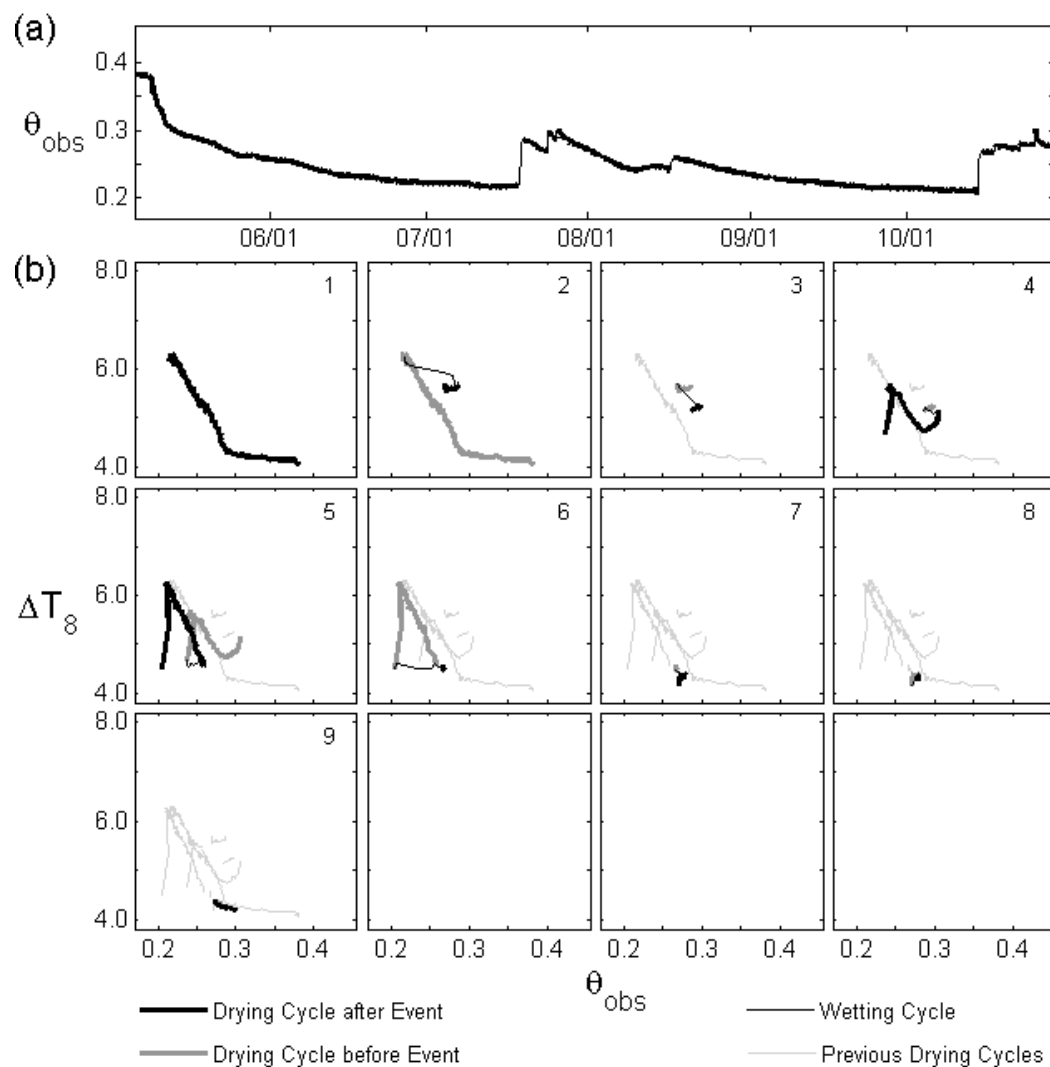 (a)
0.4
0.3
0.2
θobs
06/01 07/01 08/01 09/01 10/01
(b)
8.0
6.0
4.0
1 2 3 4
8.0
6.0
4.0
ΔT8
5 6 7 8
8.0
6.0
4.0
9
0.2 0.3 0.4 0.2 0.3 0.4 0.2 0.3 0.4 0.2 0.3 0.4
θobs
Drying Cycle after Event
Wetting Cycle
Drying Cycle before Event
Previous Drying Cycles